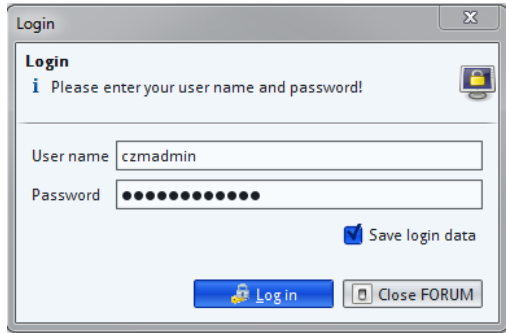 Login
Login
i Please enter your user name and password!
User name czmadmin
Password ●●●●●●●●●●●●
Save login data
Log in Close FORUM